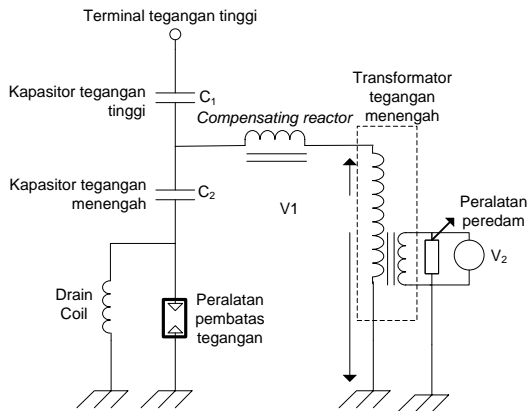 Terminal tegangan tinggi
Kapasitor tegangan
tinggi
C1
Compensating reactor
Transformator
tegangan
menengah
Kapasitor tegangan
menengah
C2
V1
Peralatan
peredam
V2
Drain
Coil
Peralatan
pembatas
tegangan